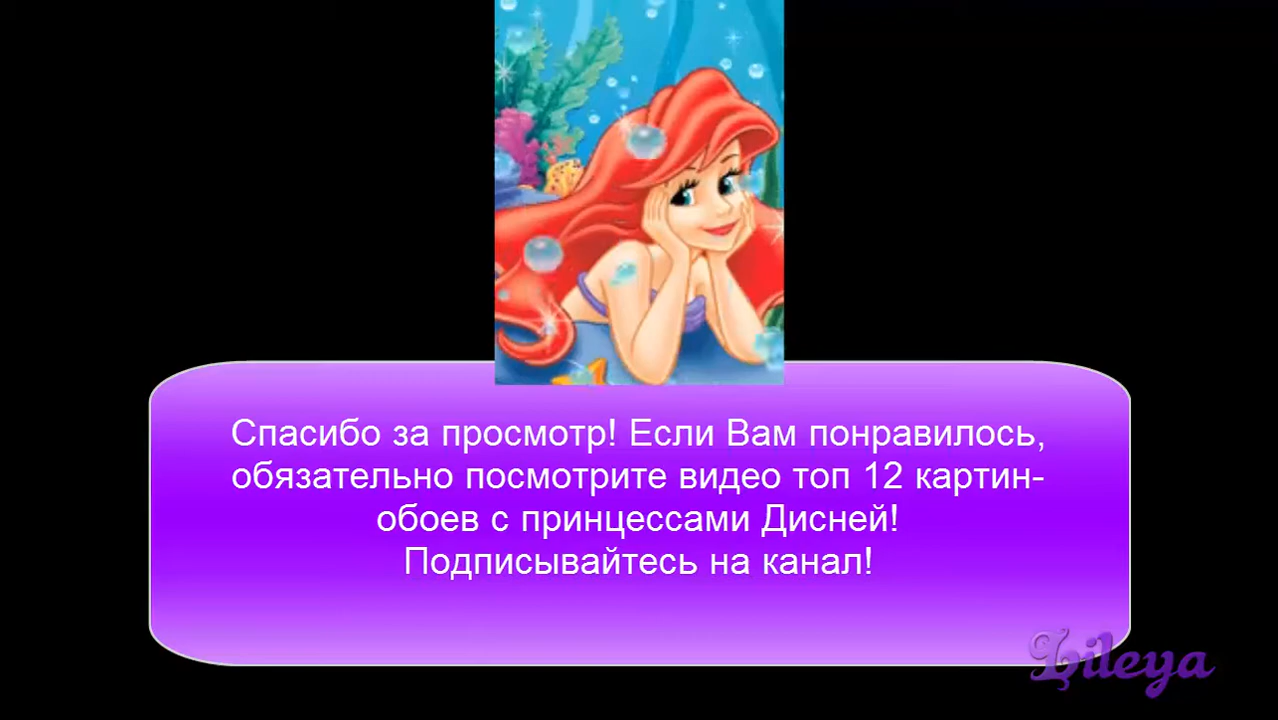 Спасибо за просмотр! Если Вам понравилось,
обязательно посмотрите видео топ 12 картин-
обоев с принцессами Дисней!
Подписывайтесь на канал!
Lileya